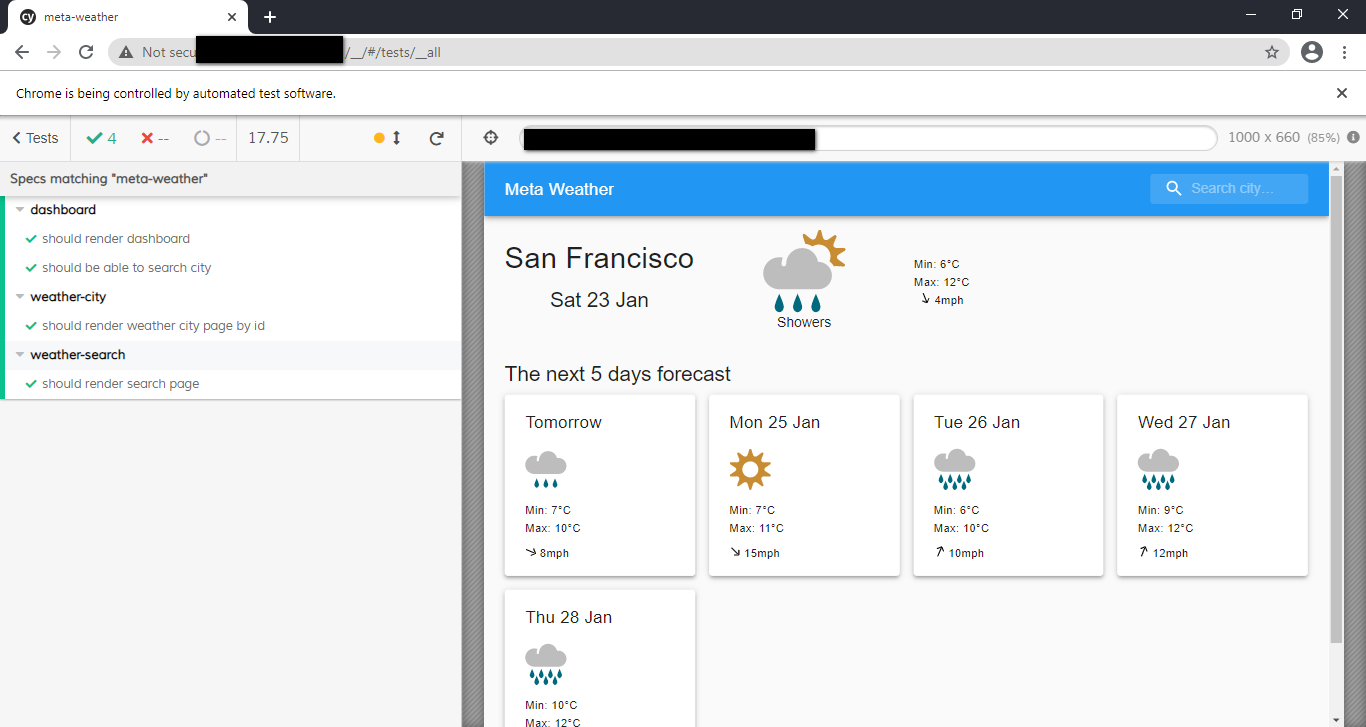 cy meta-weather
Not secu /__/#/tests/__all
Chrome is being controlled by automated test software.
Tests 4 -- -- 17.75 1000 x 660 (85%)
Specs matching "meta-weather"
dashboard
should render dashboard
should be able to search city
weather-city
should render weather city page by id
weather-search
should render search page
Meta Weather
Search city...
San Francisco
Sat 23 Jan
Showers
Min: 6°C
Max: 12°C
4mph
The next 5 days forecast
Tomorrow
Min: 7°C
Max: 10°C
8mph
Mon 25 Jan
Min: 7°C
Max: 11°C
15mph
Tue 26 Jan
Min: 6°C
Max: 10°C
10mph
Wed 27 Jan
Min: 9°C
Max: 12°C
12mph
Thu 28 Jan
Min: 10°C
Max: 12°C